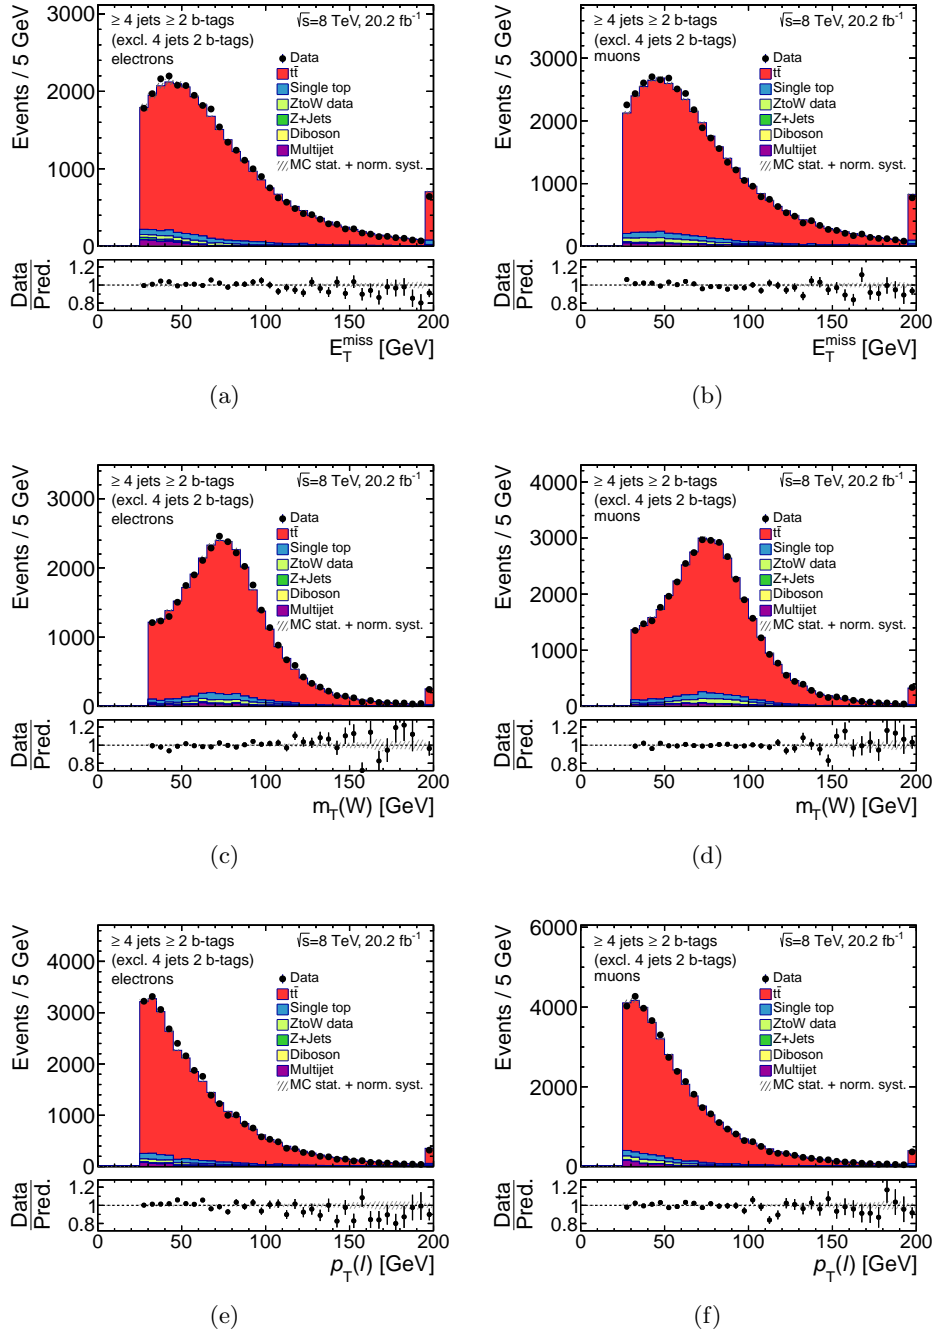 ≥ 4 jets ≥ 2 b-tags
(excl. 4 jets 2 b-tags)
electrons
√s=8 TeV, 20.2 fb⁻¹
Data
tt̄
Single top
ZtoW data
Z+Jets
Diboson
Multijet
MC stat. + norm. syst.
Events / 5 GeV
3000
2000
1000
0
Data
Pred.
1.2
1
0.8
0 50 100 150 200
E_T^miss [GeV]
(a)
≥ 4 jets ≥ 2 b-tags
(excl. 4 jets 2 b-tags)
muons
√s=8 TeV, 20.2 fb⁻¹
Data
tt̄
Single top
ZtoW data
Z+Jets
Diboson
Multijet
MC stat. + norm. syst.
Events / 5 GeV
3000
2000
1000
0
Data
Pred.
1.2
1
0.8
0 50 100 150 200
E_T^miss [GeV]
(b)
≥ 4 jets ≥ 2 b-tags
(excl. 4 jets 2 b-tags)
electrons
√s=8 TeV, 20.2 fb⁻¹
Data
tt̄
Single top
ZtoW data
Z+Jets
Diboson
Multijet
MC stat. + norm. syst.
Events / 5 GeV
3000
2000
1000
0
Data
Pred.
1.2
1
0.8
0 50 100 150 200
m_T(W) [GeV]
(c)
≥ 4 jets ≥ 2 b-tags
(excl. 4 jets 2 b-tags)
muons
√s=8 TeV, 20.2 fb⁻¹
Data
tt̄
Single top
ZtoW data
Z+Jets
Diboson
Multijet
MC stat. + norm. syst.
Events / 5 GeV
4000
3000
2000
1000
0
Data
Pred.
1.2
1
0.8
0 50 100 150 200
m_T(W) [GeV]
(d)
≥ 4 jets ≥ 2 b-tags
(excl. 4 jets 2 b-tags)
electrons
√s=8 TeV, 20.2 fb⁻¹
Data
tt̄
Single top
ZtoW data
Z+Jets
Diboson
Multijet
MC stat. + norm. syst.
Events / 5 GeV
4000
3000
2000
1000
0
Data
Pred.
1.2
1
0.8
0 50 100 150 200
p_T(l) [GeV]
(e)
≥ 4 jets ≥ 2 b-tags
(excl. 4 jets 2 b-tags)
muons
√s=8 TeV, 20.2 fb⁻¹
Data
tt̄
Single top
ZtoW data
Z+Jets
Diboson
Multijet
MC stat. + norm. syst.
Events / 5 GeV
6000
4000
2000
0
Data
Pred.
1.2
1
0.8
0 50 100 150 200
p_T(l) [GeV]
(f)